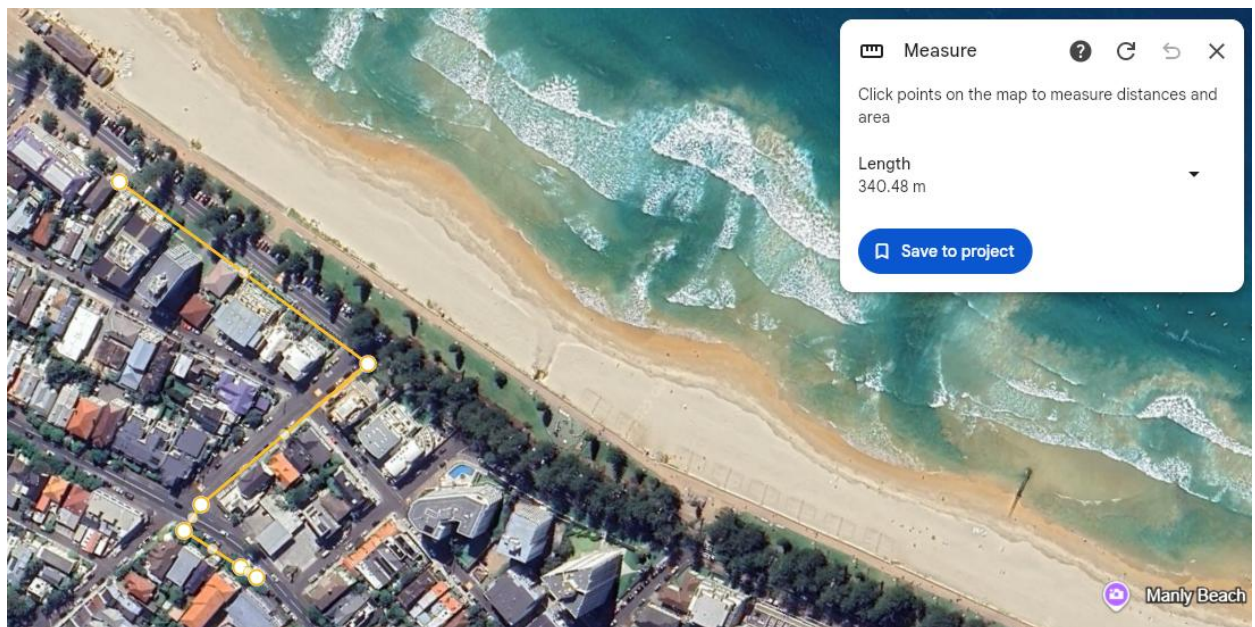 Measure
Click points on the map to measure distances and
area
Length
340.48 m
Save to project
Manly Beach